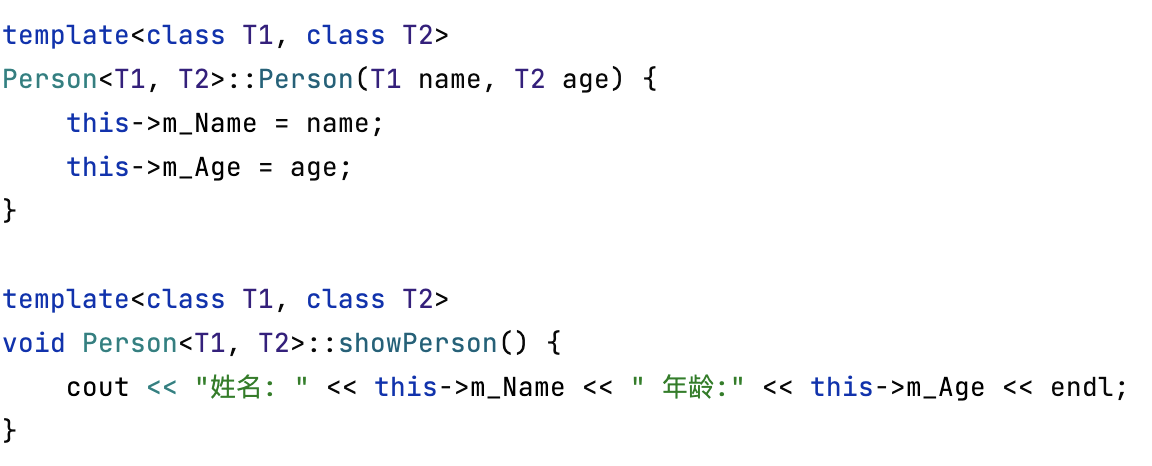 template<class T1, class T2>
Person<T1, T2>::Person(T1 name, T2 age) {
    this->m_Name = name;
    this->m_Age = age;
}

template<class T1, class T2>
void Person<T1, T2>::showPerson() {
    cout << "姓名: " << this->m_Name << " 年龄:" << this->m_Age << endl;
}